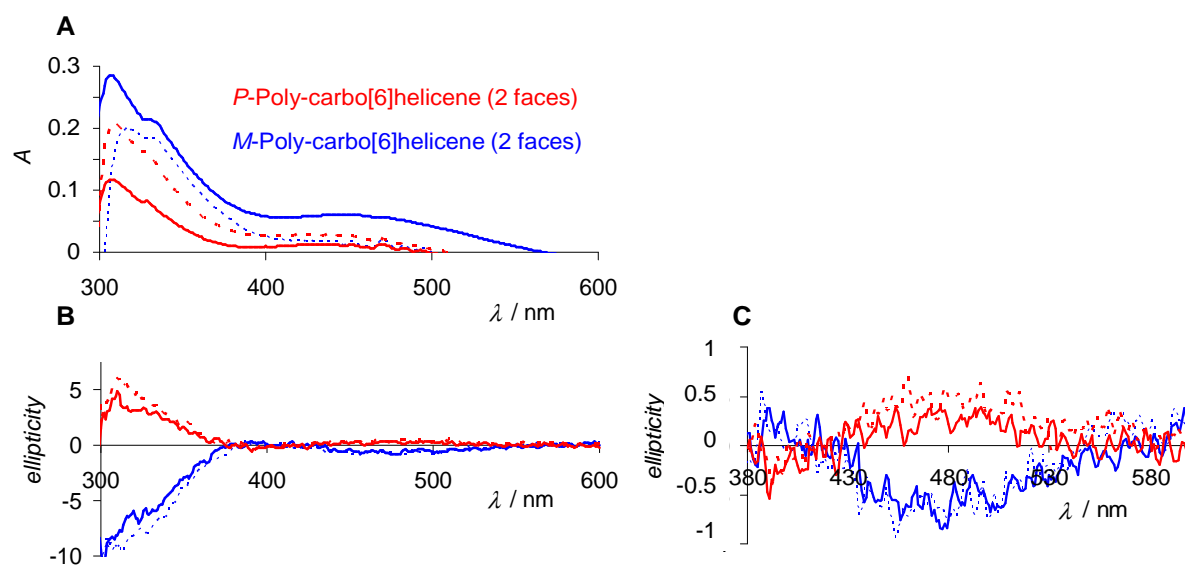 A
0.3
0.2
0.1
0
A
P-Poly-carbo[6]helicene (2 faces)
M-Poly-carbo[6]helicene (2 faces)
300
400
500
600
λ / nm
B
5
0
-5
-10
ellipticity
300
400
500
600
λ / nm
C
1
0.5
0
-0.5
-1
ellipticity
380
430
480
530
580
λ / nm